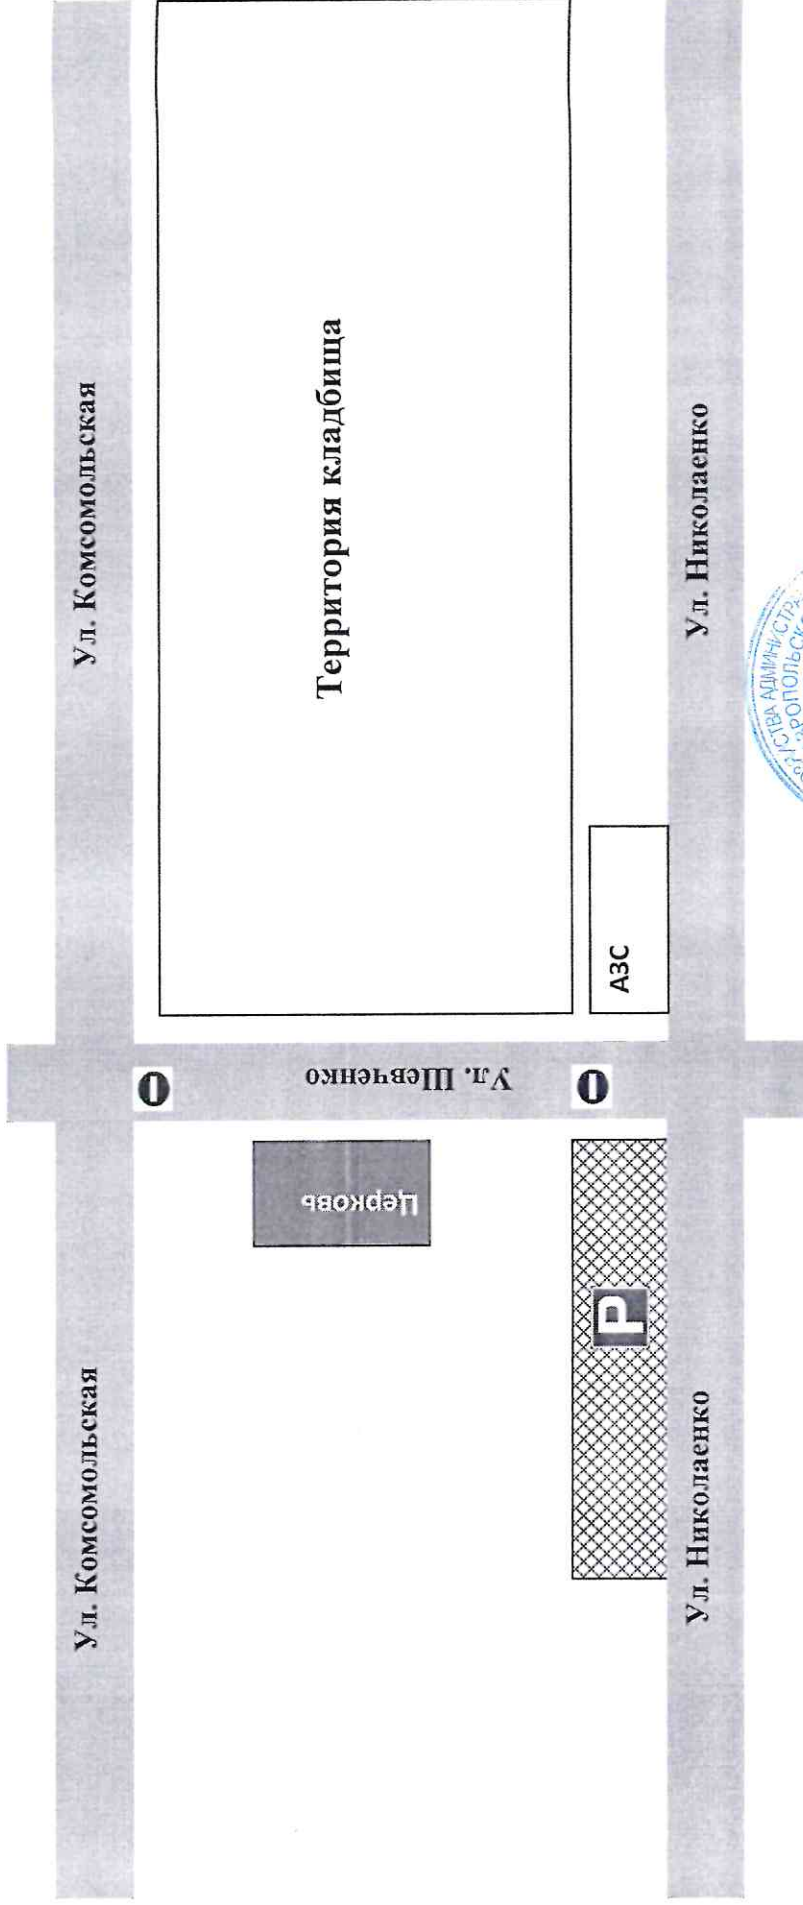 Ул. Комсомольская
Ул. Комсомольская
Территория кладбища
Ул. Шевченко
Церковь
АЗС
P
Ул. Николаенко
Ул. Николаенко